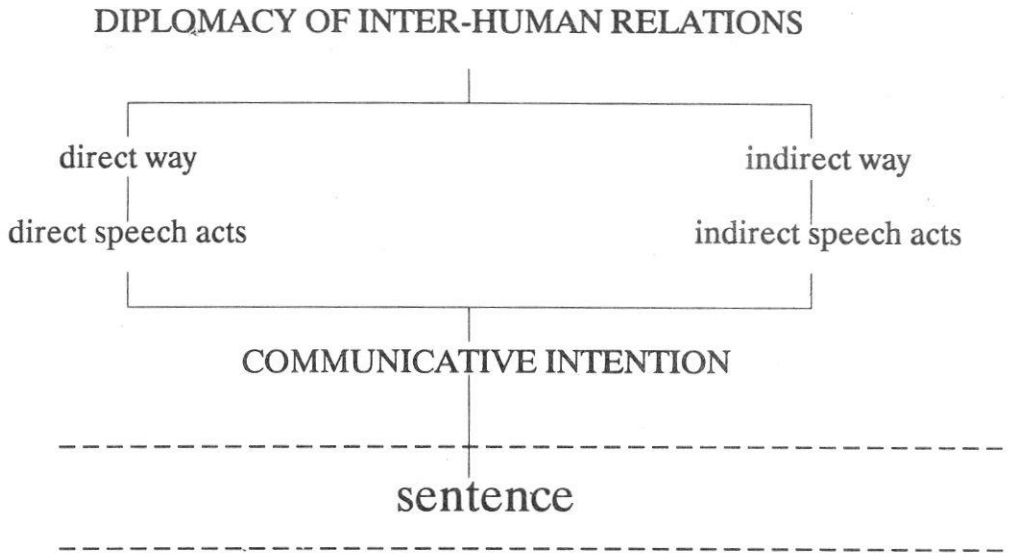 DIPLOMACY OF INTER-HUMAN RELATIONS
direct way indirect way
direct speech acts indirect speech acts
COMMUNICATIVE INTENTION
sentence